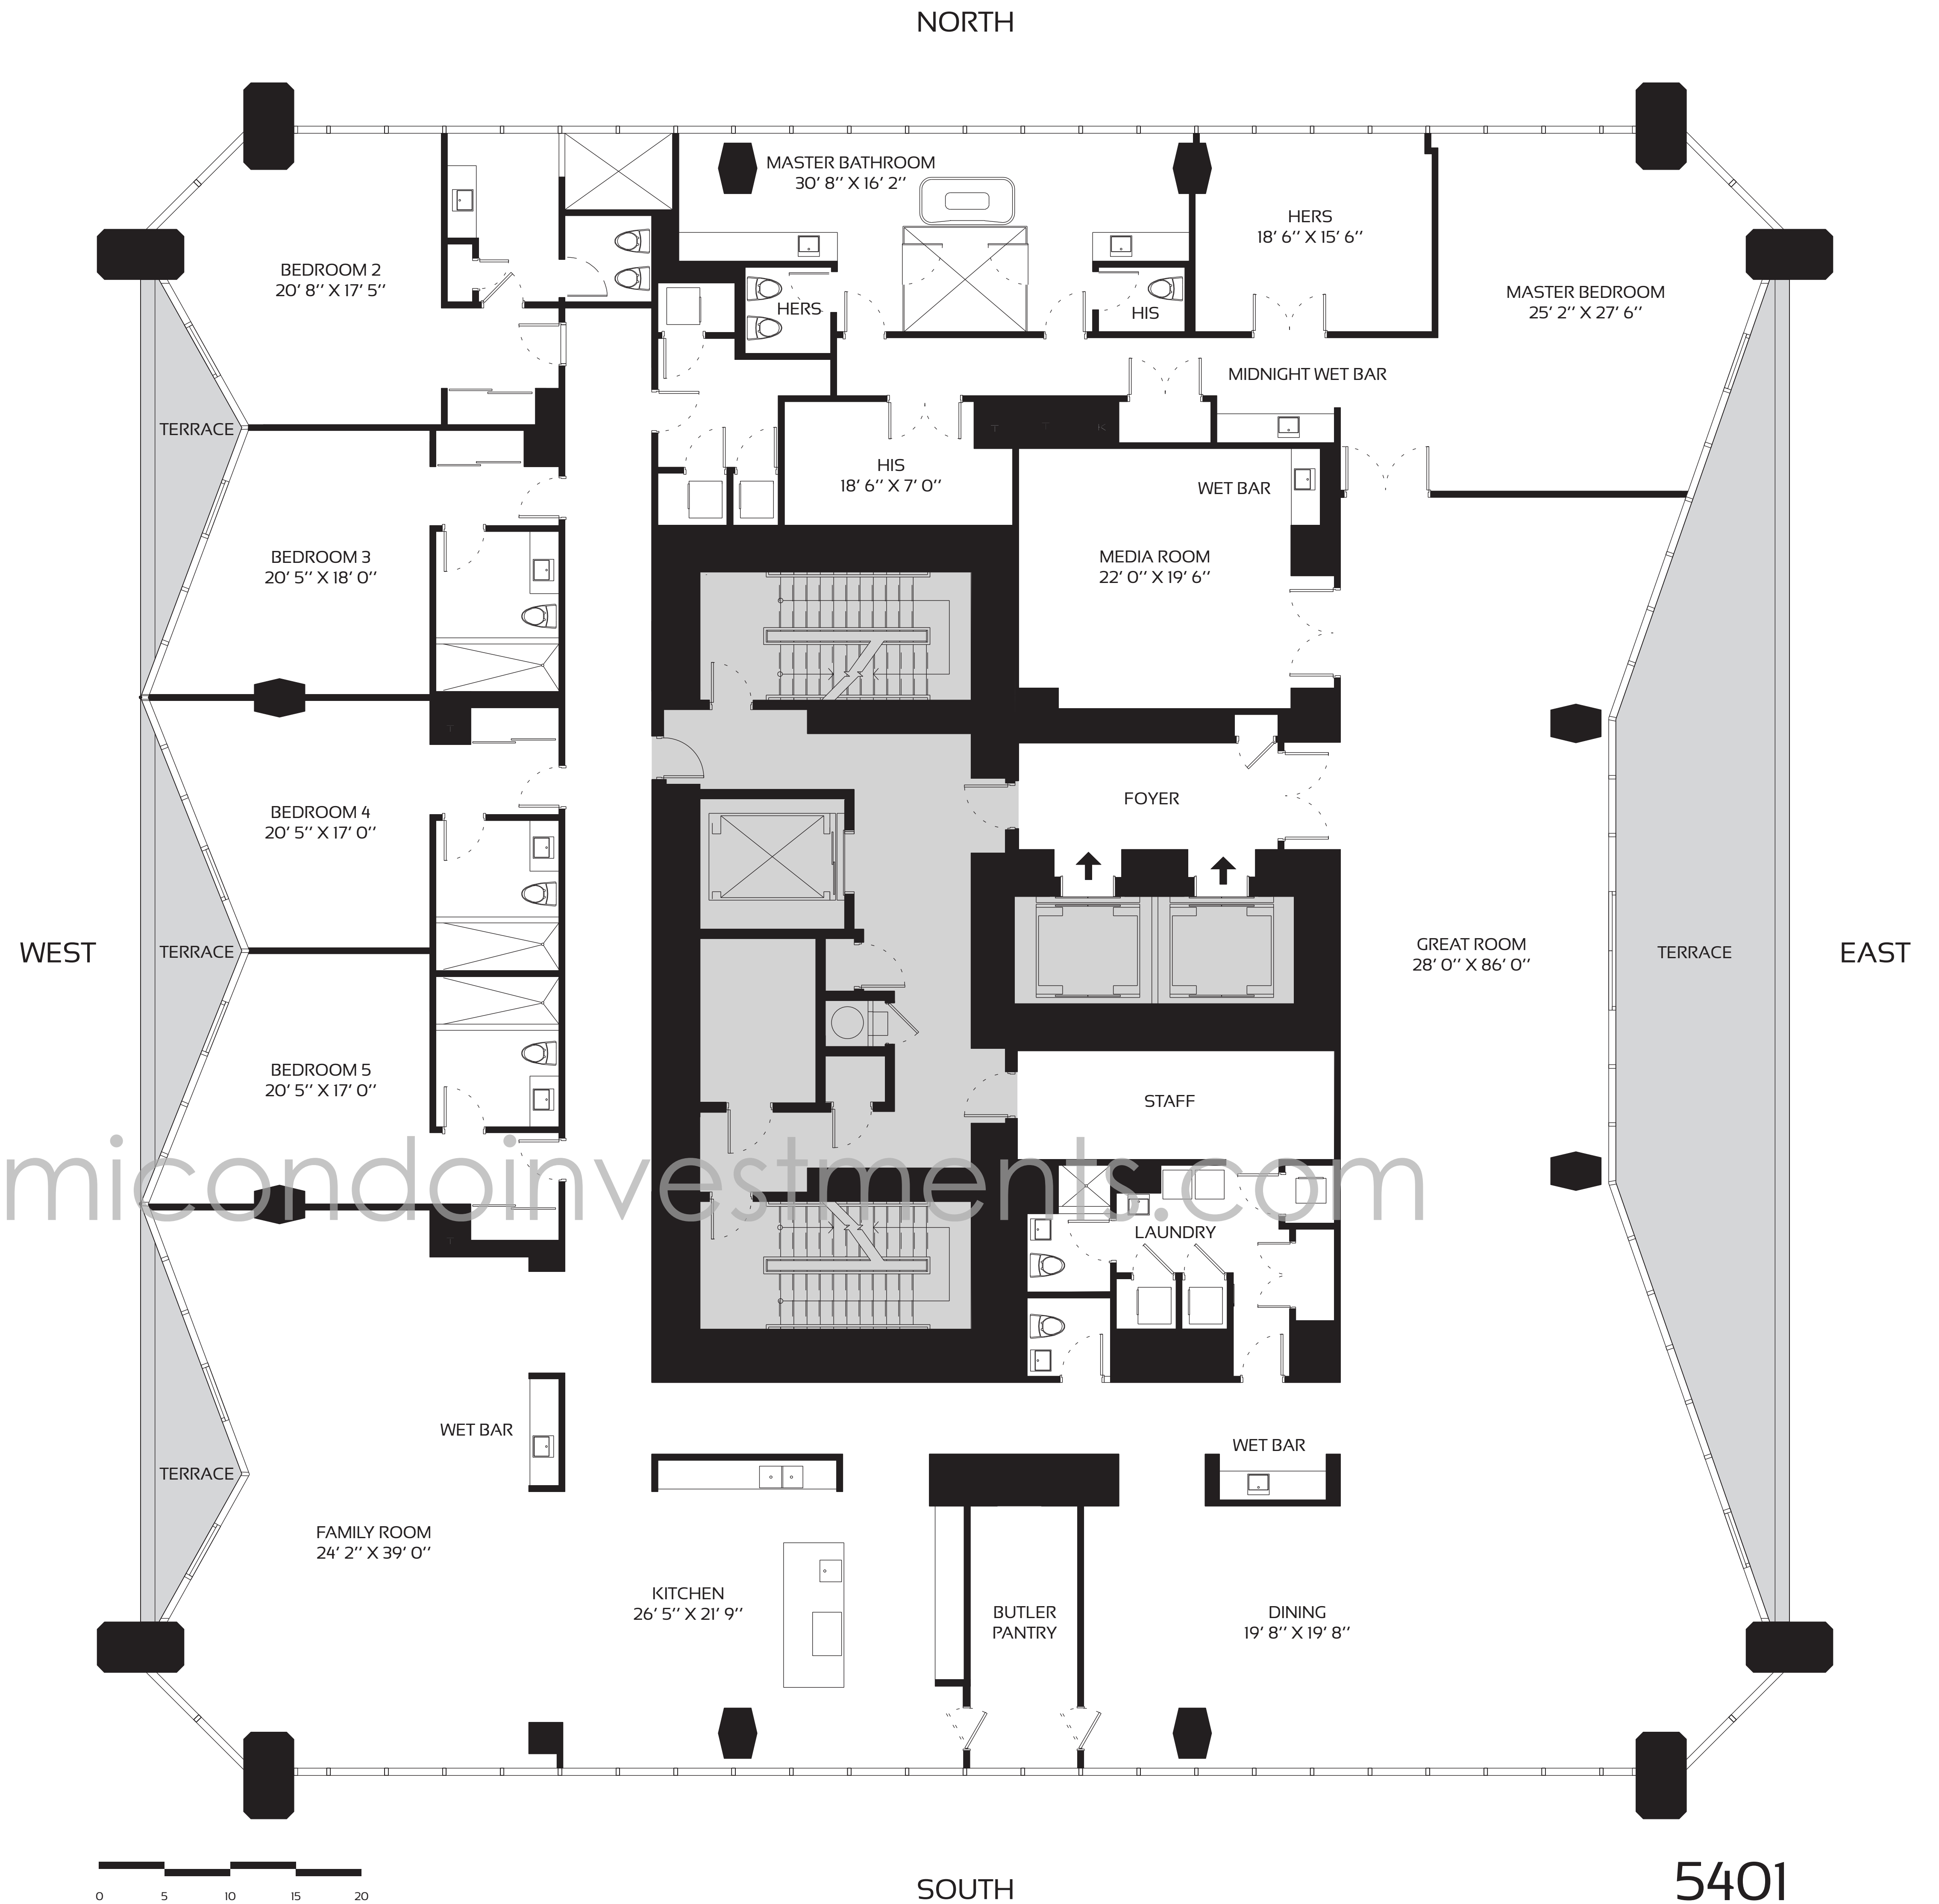 NORTH
MASTER BATHROOM
30' 8'' X 16' 2''
HERS
18' 6'' X 15' 6''
BEDROOM 2
20' 8'' X 17' 5''
MASTER BEDROOM
25' 2'' X 27' 6''
HERS
HIS
MIDNIGHT WET BAR
TERRACE
T
T
K
HIS
18' 6'' X 7' 0''
WET BAR
BEDROOM 3
20' 5'' X 18' 0''
MEDIA ROOM
22' 0'' X 19' 6''
T
FOYER
BEDROOM 4
20' 5'' X 17' 0''
WEST
TERRACE
GREAT ROOM
28' 0'' X 86' 0''
TERRACE
EAST
BEDROOM 5
20' 5'' X 17' 0''
STAFF
micondoinvestments.com
LAUNDRY
T
WET BAR
WET BAR
TERRACE
FAMILY ROOM
24' 2'' X 39' 0''
KITCHEN
26' 5'' X 21' 9''
BUTLER
PANTRY
DINING
19' 8'' X 19' 8''
0 5 10 15 20
SOUTH
5401